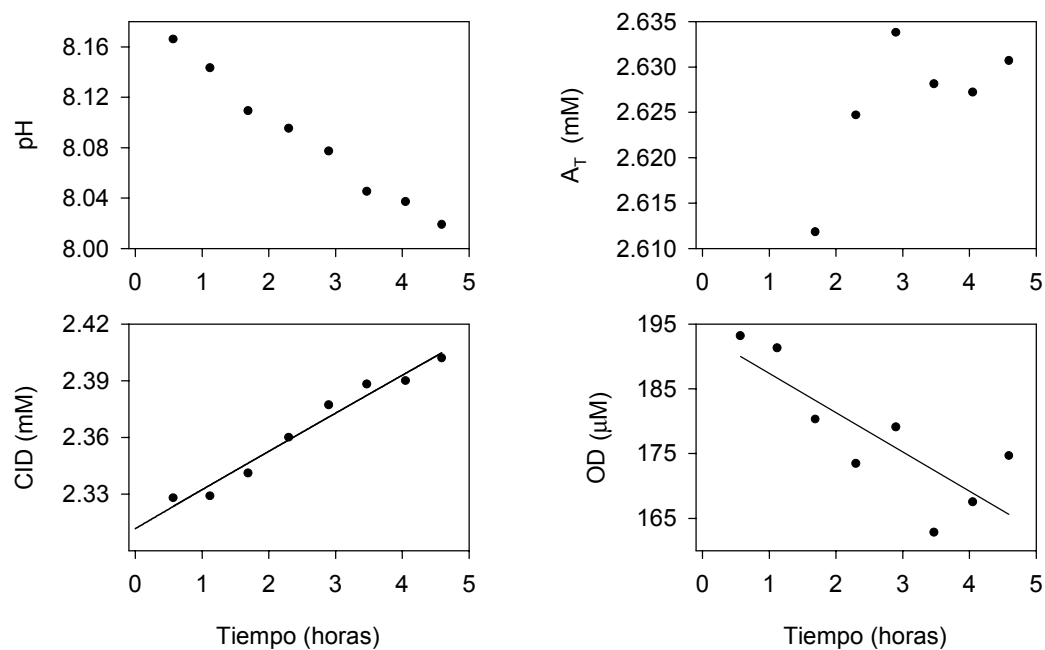 8.16
8.12
8.08
8.04
8.00
pH
0 1 2 3 4 5
2.635
2.630
2.625
2.620
2.615
2.610
A_T (mM)
0 1 2 3 4 5
2.42
2.39
2.36
2.33
CID (mM)
0 1 2 3 4 5
Tiempo (horas)
195
185
175
165
OD (μM)
0 1 2 3 4 5
Tiempo (horas)